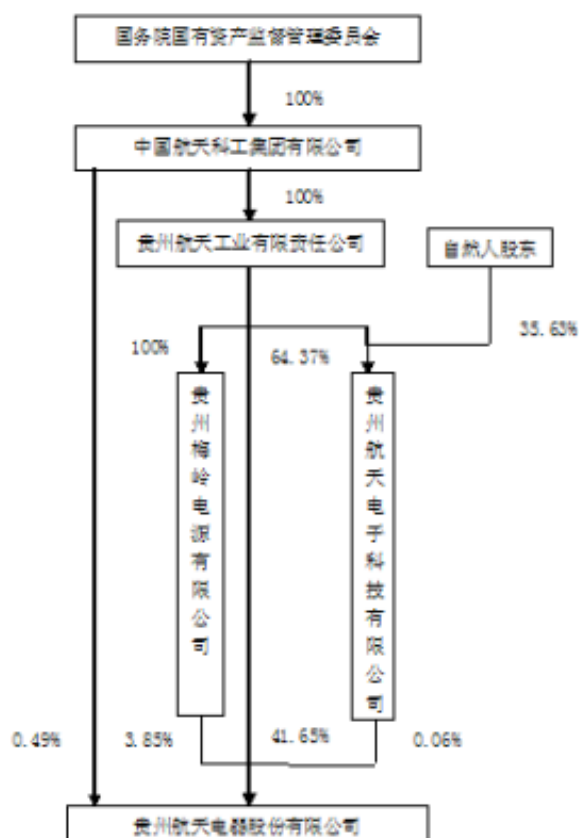 国务院国有资产监督管理委员会
100%
中国航天科工集团有限公司
100%
贵州航天工业有限责任公司
自然人股东
35.63%
100%
64.37%
贵州梅岭电源有限公司
贵州航天电子科技有限公司
0.49%
3.85%
41.65%
0.06%
贵州航天电器股份有限公司